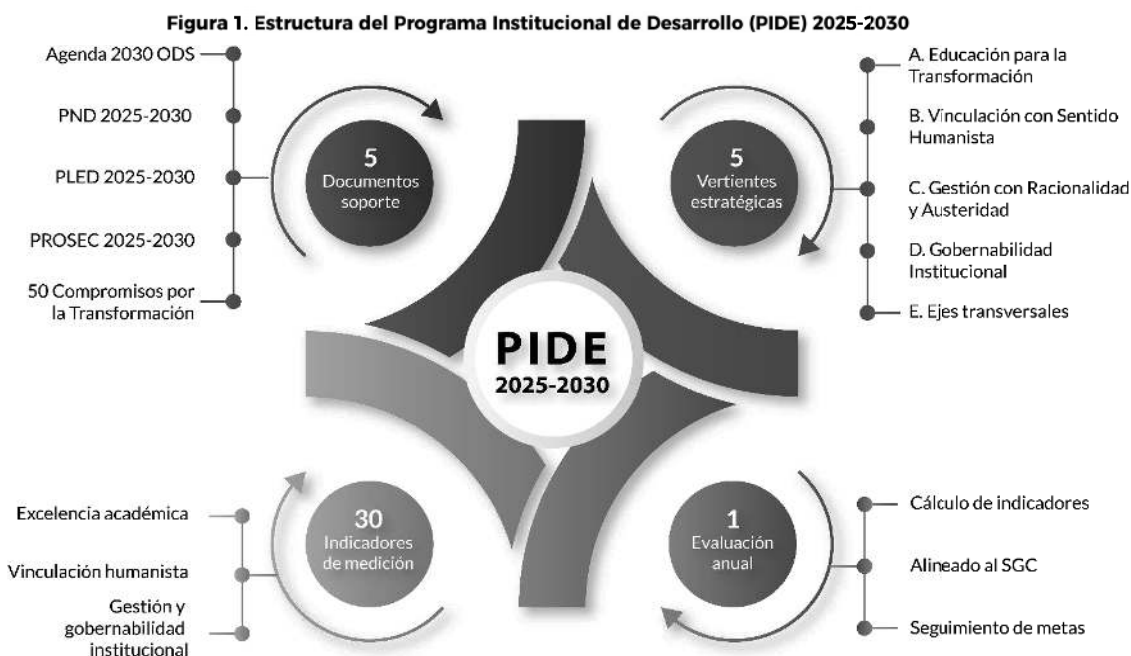 Figura 1. Estructura del Programa Institucional de Desarrollo (PIDE) 2025-2030
Agenda 2030 ODS
PND 2025-2030
PLED 2025-2030
PROSEC 2025-2030
50 Compromisos por
la Transformación
5
Documentos
soporte
5
Vertientes
estratégicas
A. Educación para la
Transformación
B. Vinculación con Sentido
Humanista
C. Gestión con Racionalidad
y Austeridad
D. Gobernabilidad
Institucional
E. Ejes transversales
PIDE
2025-2030
Excelencia académica
Vinculación humanista
Gestión y
gobernabilidad
institucional
30
Indicadores
de medición
1
Evaluación
anual
Cálculo de indicadores
Alineado al SGC
Seguimiento de metas